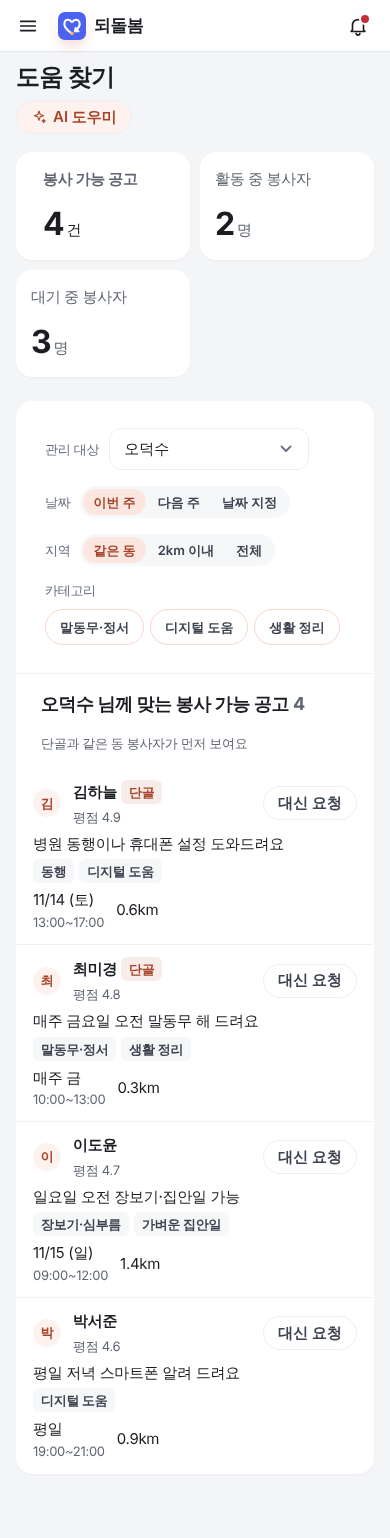 되돌봄
도움 찾기
AI 도우미
봉사 가능 공고
4건
활동 중 봉사자
2명
대기 중 봉사자
3명
관리 대상 오덕수
날짜 이번 주 다음 주 날짜 지정
지역 같은 동 2km 이내 전체
카테고리
말동무·정서 디지털 도움 생활 정리
오덕수 님께 맞는 봉사 가능 공고 4
단골과 같은 동 봉사자가 먼저 보여요
김 김하늘 단골 대신 요청
평점 4.9
병원 동행이나 휴대폰 설정 도와드려요
동행 디지털 도움
11/14 (토) 0.6km
13:00~17:00
최 최미경 단골 대신 요청
평점 4.8
매주 금요일 오전 말동무 해 드려요
말동무·정서 생활 정리
매주 금 0.3km
10:00~13:00
이 이도윤 대신 요청
평점 4.7
일요일 오전 장보기·집안일 가능
장보기·심부름 가벼운 집안일
11/15 (일) 1.4km
09:00~12:00
박 박서준 대신 요청
평점 4.6
평일 저녁 스마트폰 알려 드려요
디지털 도움
평일 0.9km
19:00~21:00